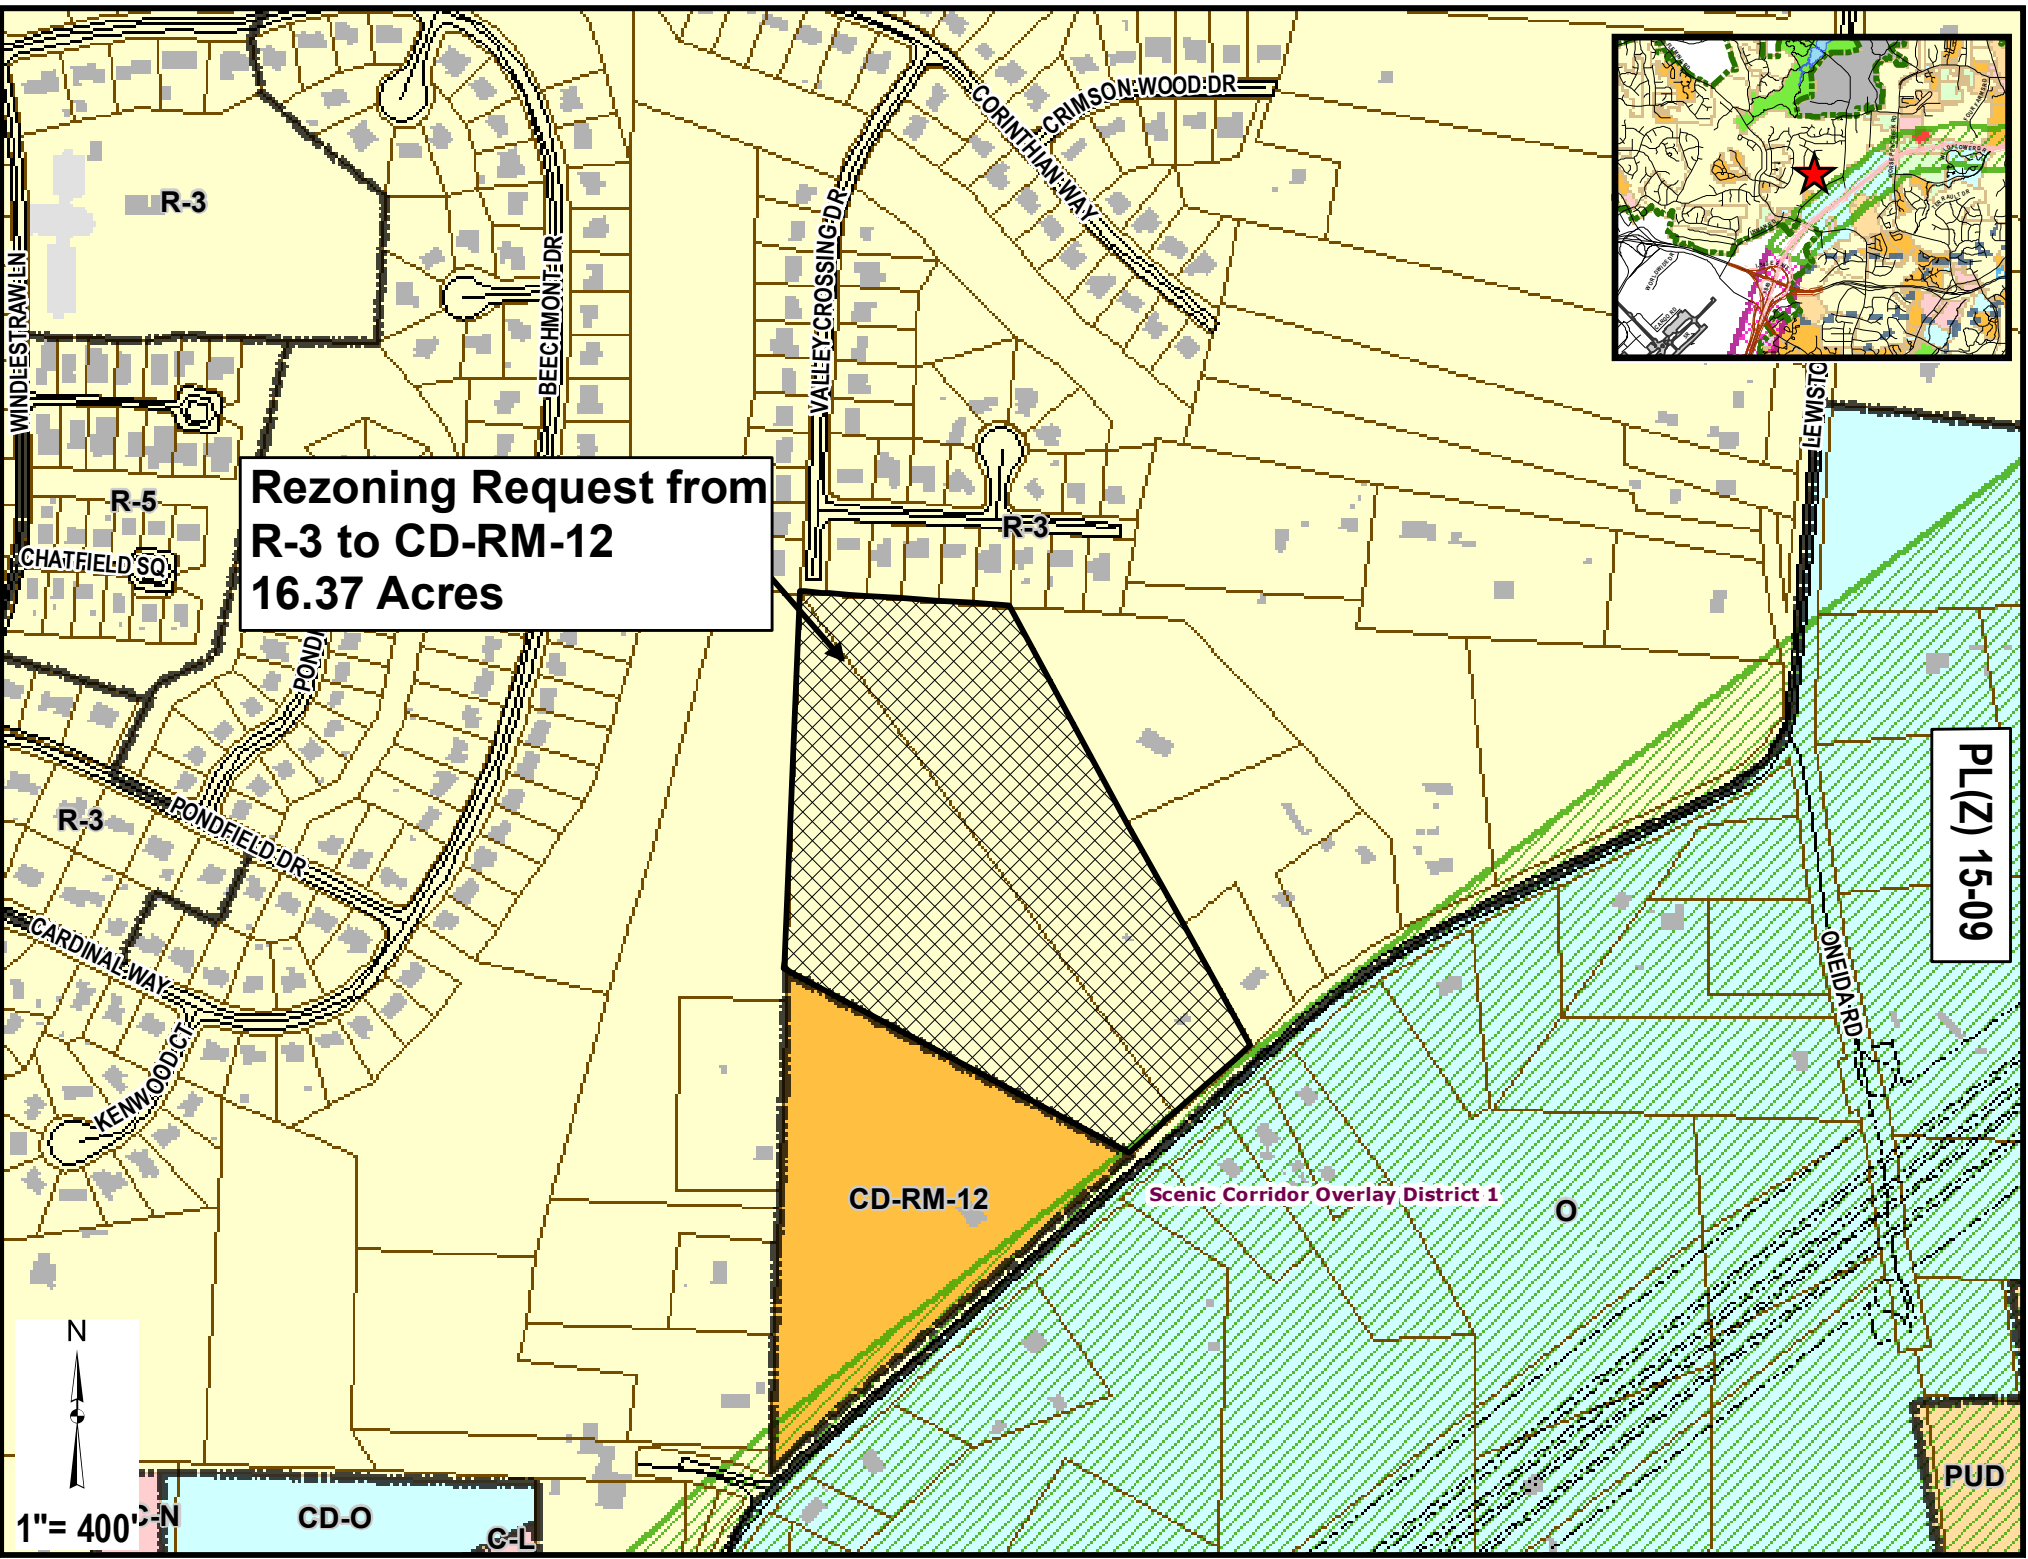 CRIMSON WOOD DR
CORINTHIAN WAY
R-3
WINDLESTRAW LN
BEECHMONT DR
VALLEY CROSSING DR
LEWISTO
R-5
Rezoning Request from
R-3 to CD-RM-12
16.37 Acres
R-3
CHATFIELD SQ
POND
PL(Z) 15-09
R-3
PONDFIELD DR
CARDINAL WAY
ONEIDA RD
KENWOOD CT
CD-RM-12
Scenic Corridor Overlay District 1
O
N
PUD
1"= 400'
C-N
CD-O
C-L